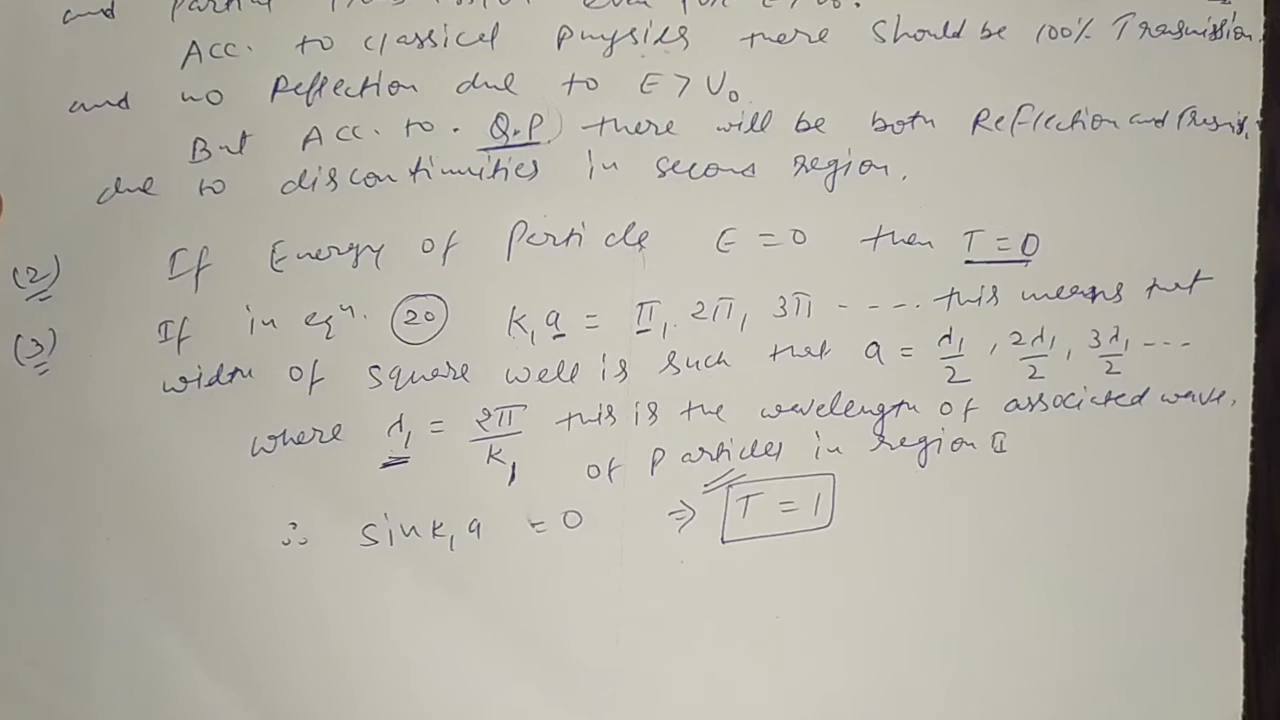 and Partial
Acc. to classical physics there should be 100% Transmission.
and no Reflection due to E > U₀
But Acc. to. Q.P) there will be both Reflection and
due to discontinuities in second region.
(2) If Energy of Particle E = 0 then T = 0
(3) If in eqⁿ. (20) K₁a = π, 2π, 3π ----- this means that
width of square well is such that a = λ₁/2, 2λ₁/2, 3λ₁/2 ---
where λ₁ = 2π/K₁ this is the wavelength of associated wave.
of Particles in region II
∴ sin K₁a = 0 ⇒ T = 1